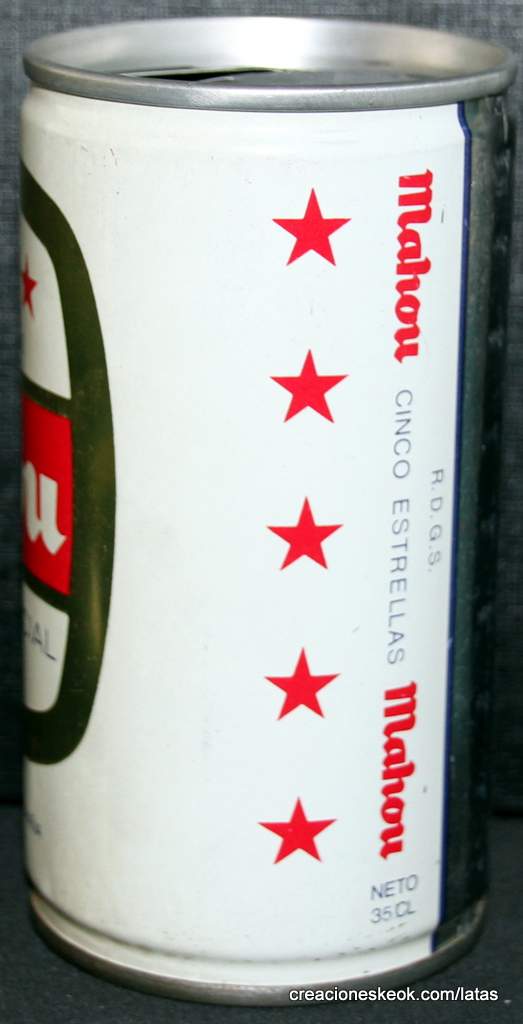 Mahou CINCO ESTRELLAS Mahou
R.D.G.S.
NETO
35 CL
creacioneskeok.com/latas